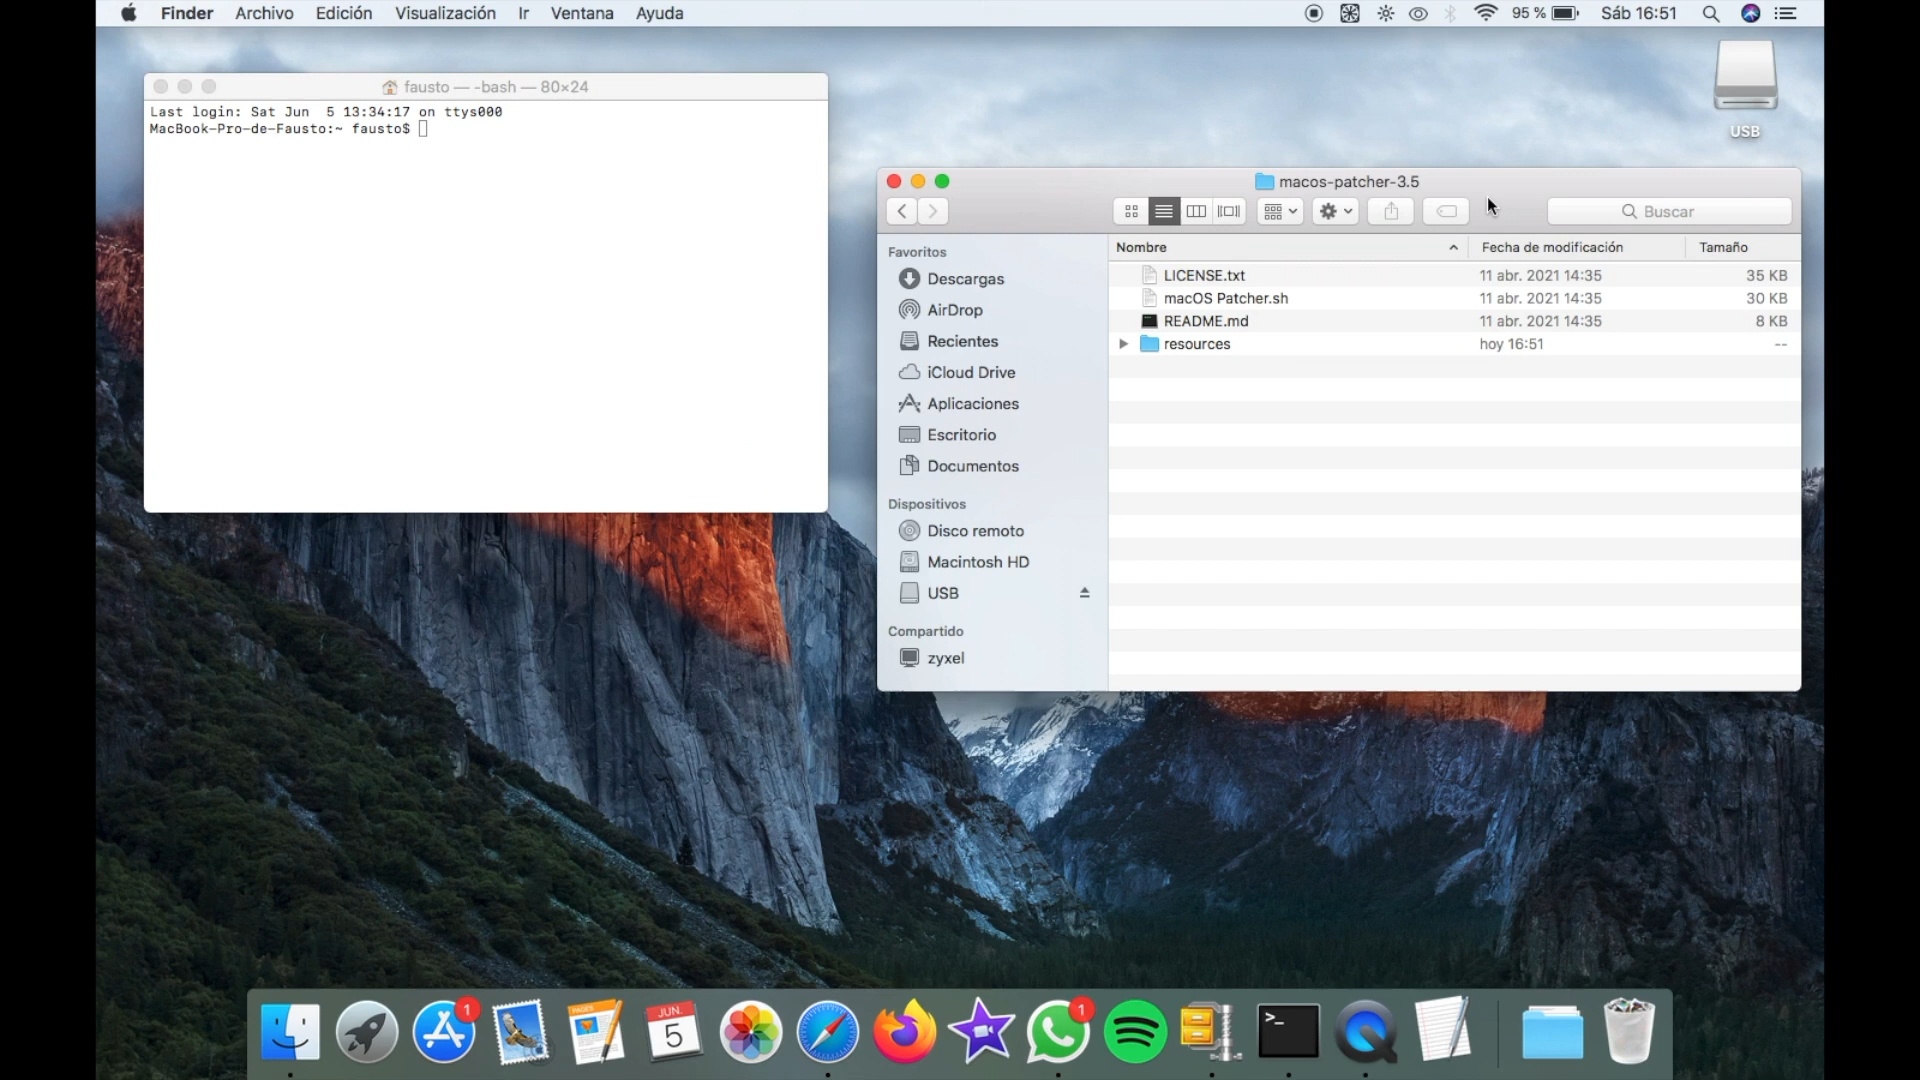 Finder Archivo Edición Visualización Ir Ventana Ayuda 95 % Sáb 16:51
USB
fausto — -bash — 80×24
Last login: Sat Jun  5 13:34:17 on ttys000
MacBook-Pro-de-Fausto:~ fausto$
macos-patcher-3.5
Buscar
Favoritos
Descargas
AirDrop
Recientes
iCloud Drive
Aplicaciones
Escritorio
Documentos
Dispositivos
Disco remoto
Macintosh HD
USB
Compartido
zyxel
Nombre Fecha de modificación Tamaño
LICENSE.txt 11 abr. 2021 14:35 35 KB
macOS Patcher.sh 11 abr. 2021 14:35 30 KB
README.md 11 abr. 2021 14:35 8 KB
resources hoy 16:51 --
1
PAGES
JUN.
5
1
>_